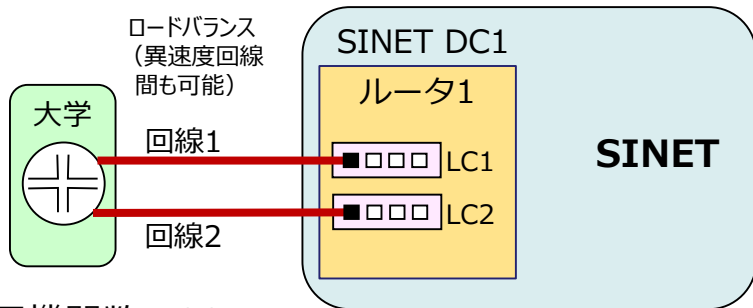 ロードバランス
（異速度回線
間も可能）
SINET DC1
ルータ1
大学
回線1
LC1
SINET
LC2
回線2